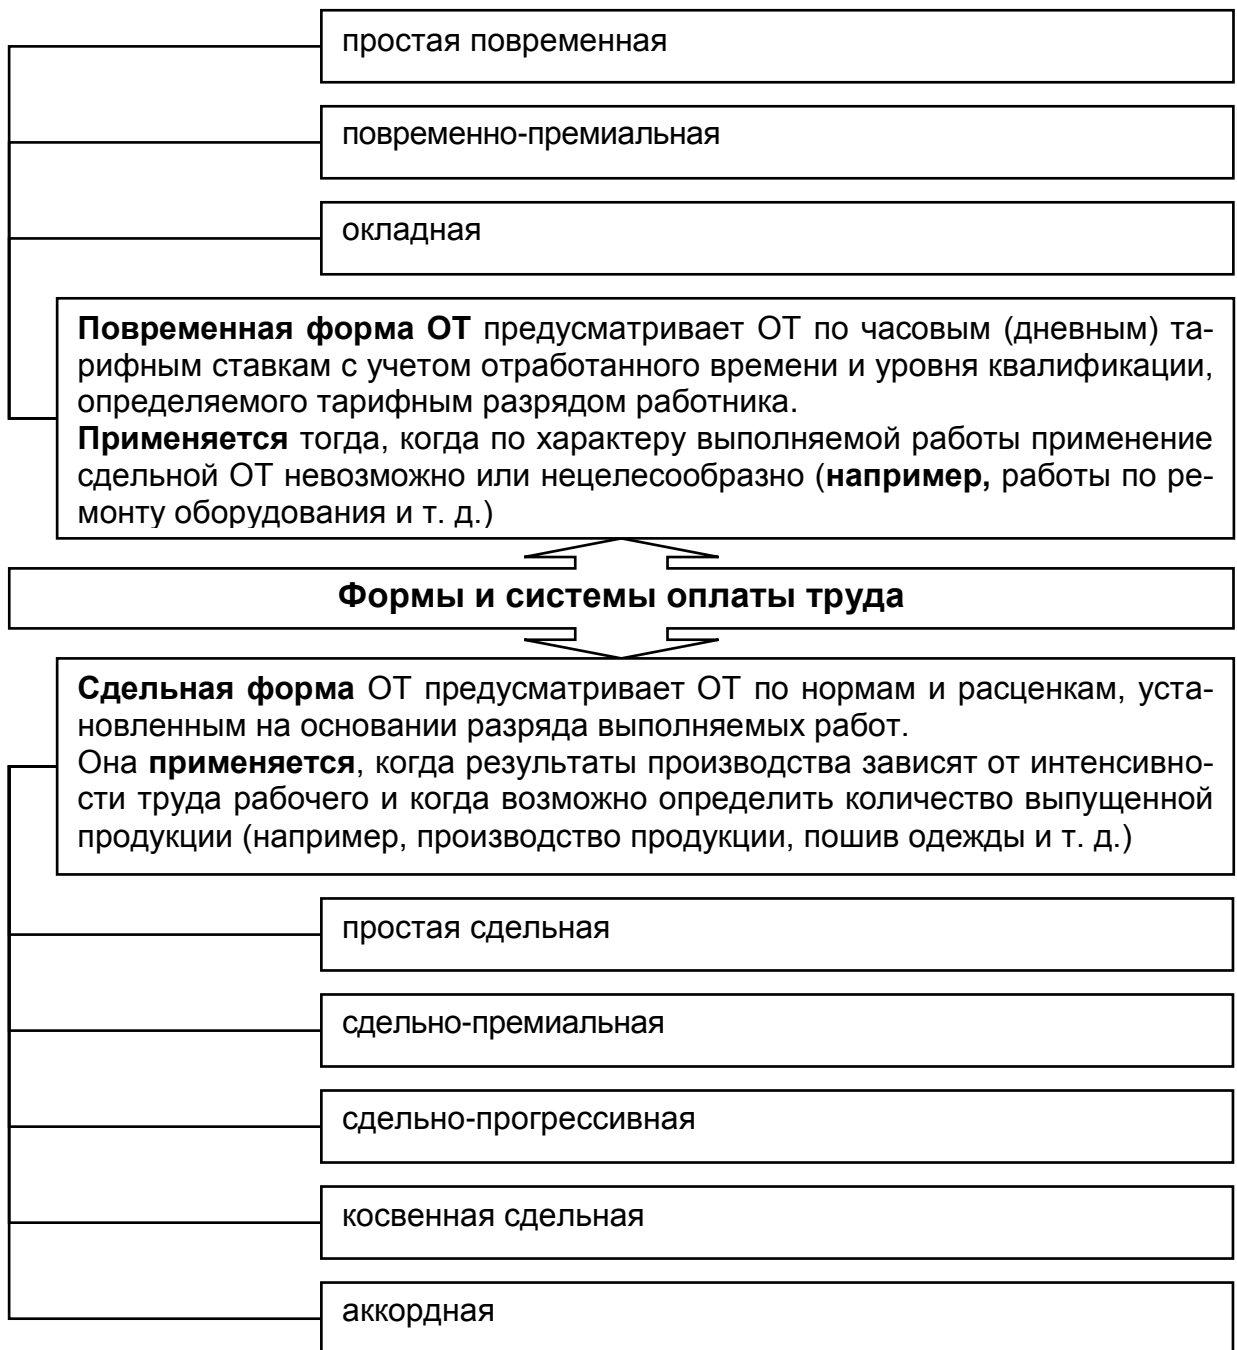 простая повременная
повременно-премиальная
окладная
Повременная форма ОТ предусматривает ОТ по часовым (дневным) та-
рифным ставкам с учетом отработанного времени и уровня квалификации,
определяемого тарифным разрядом работника.
Применяется тогда, когда по характеру выполняемой работы применение
сдельной ОТ невозможно или нецелесообразно (например, работы по ре-
монту оборудования и т. д.)
Формы и системы оплаты труда
Сдельная форма ОТ предусматривает ОТ по нормам и расценкам, уста-
новленным на основании разряда выполняемых работ.
Она применяется, когда результаты производства зависят от интенсивно-
сти труда рабочего и когда возможно определить количество выпущенной
продукции (например, производство продукции, пошив одежды и т. д.)
простая сдельная
сдельно-премиальная
сдельно-прогрессивная
косвенная сдельная
аккордная